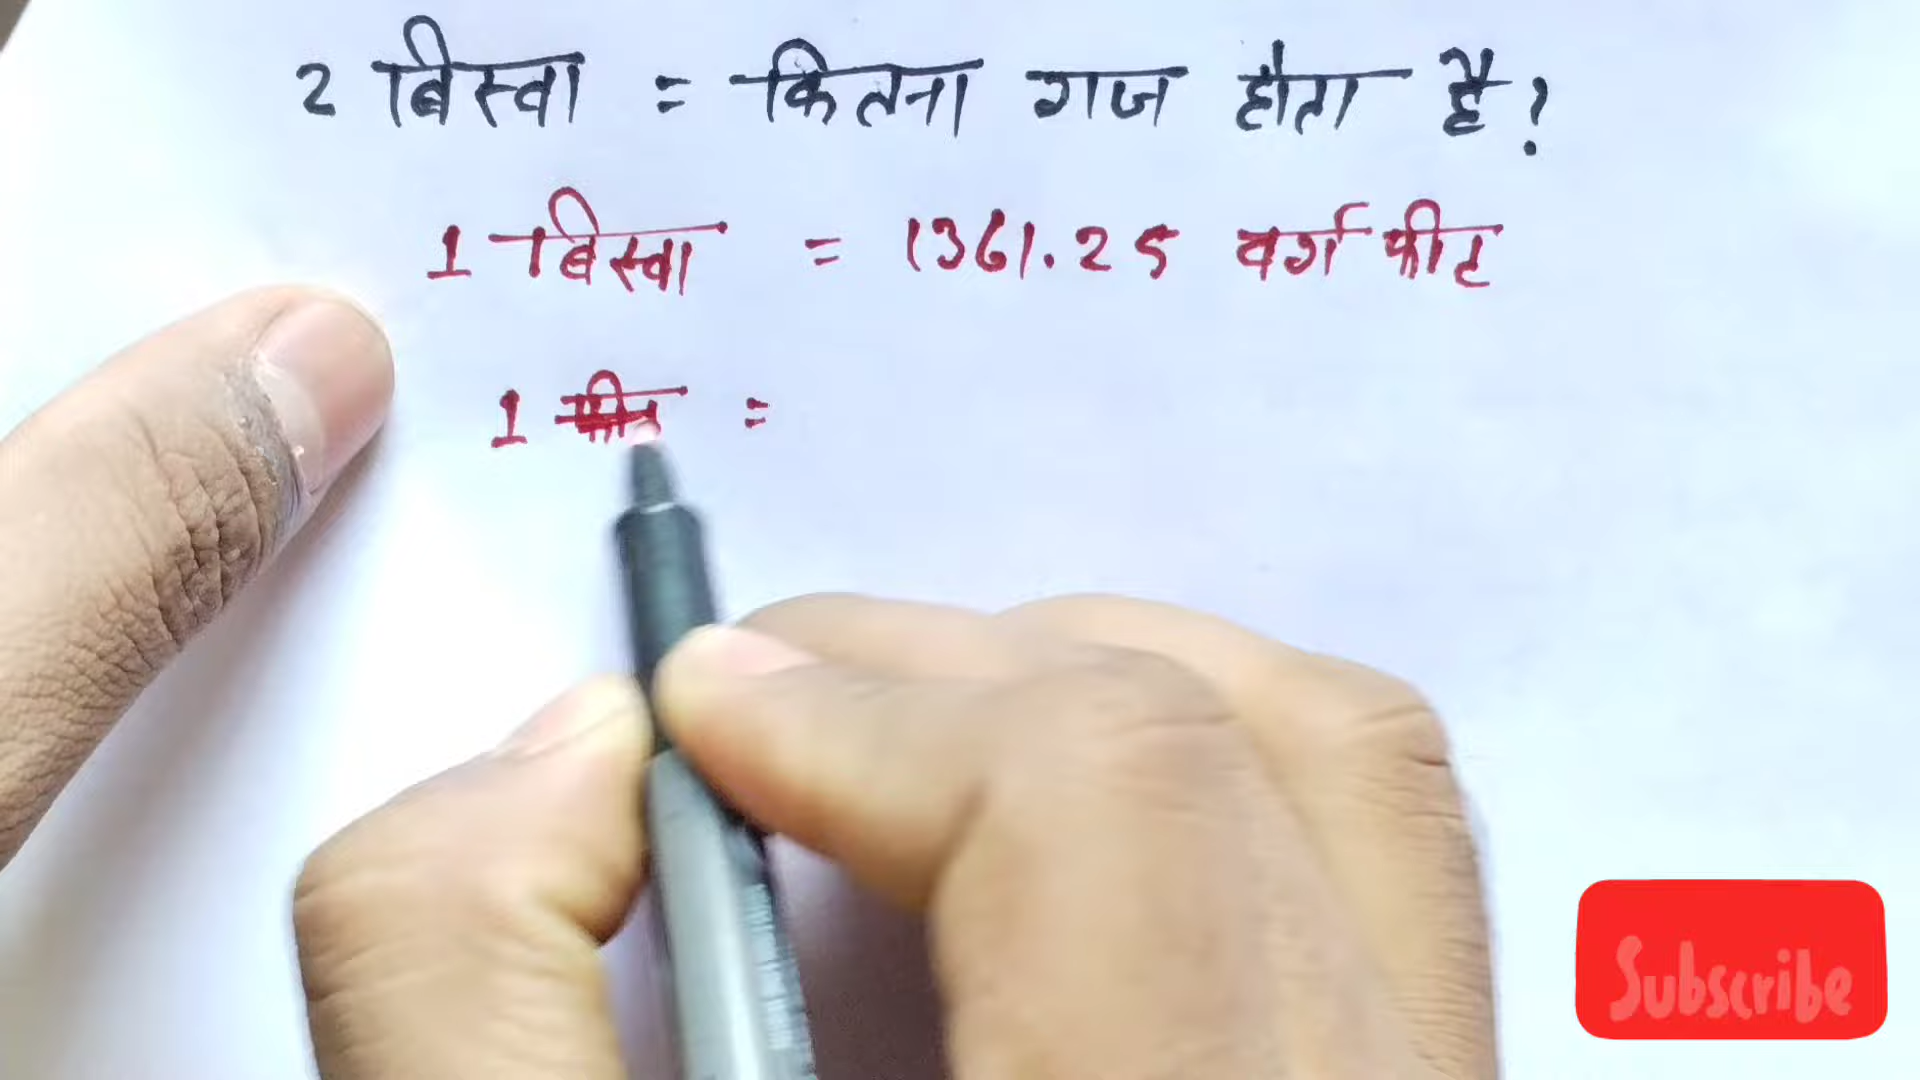 2 बिस्वा = कितना गज होता है?
1 बिस्वा = 1361.25 वर्ग फीट
1 =
Subscribe